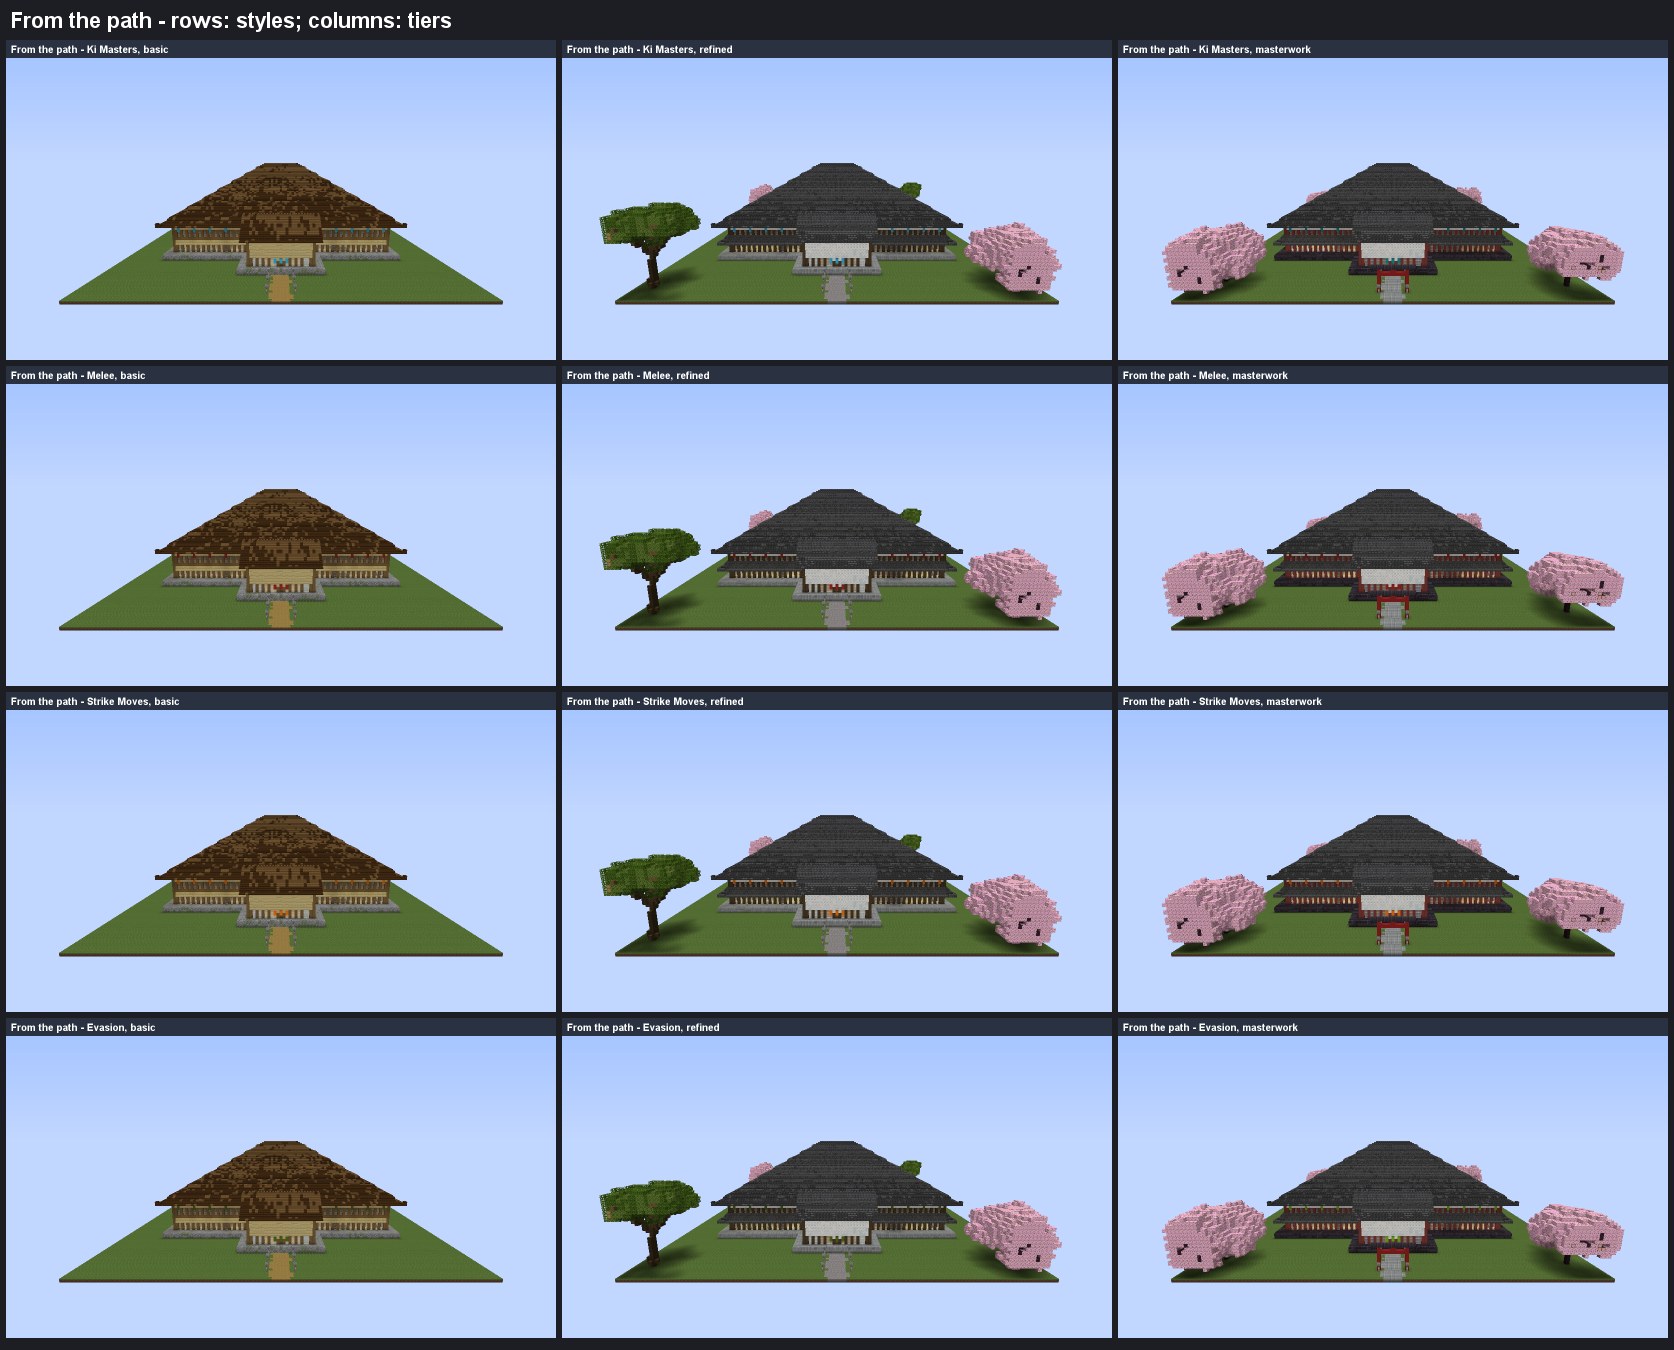 From the path - rows: styles; columns: tiers
From the path - Ki Masters, basic
From the path - Ki Masters, refined
From the path - Ki Masters, masterwork
From the path - Melee, basic
From the path - Melee, refined
From the path - Melee, masterwork
From the path - Strike Moves, basic
From the path - Strike Moves, refined
From the path - Strike Moves, masterwork
From the path - Evasion, basic
From the path - Evasion, refined
From the path - Evasion, masterwork